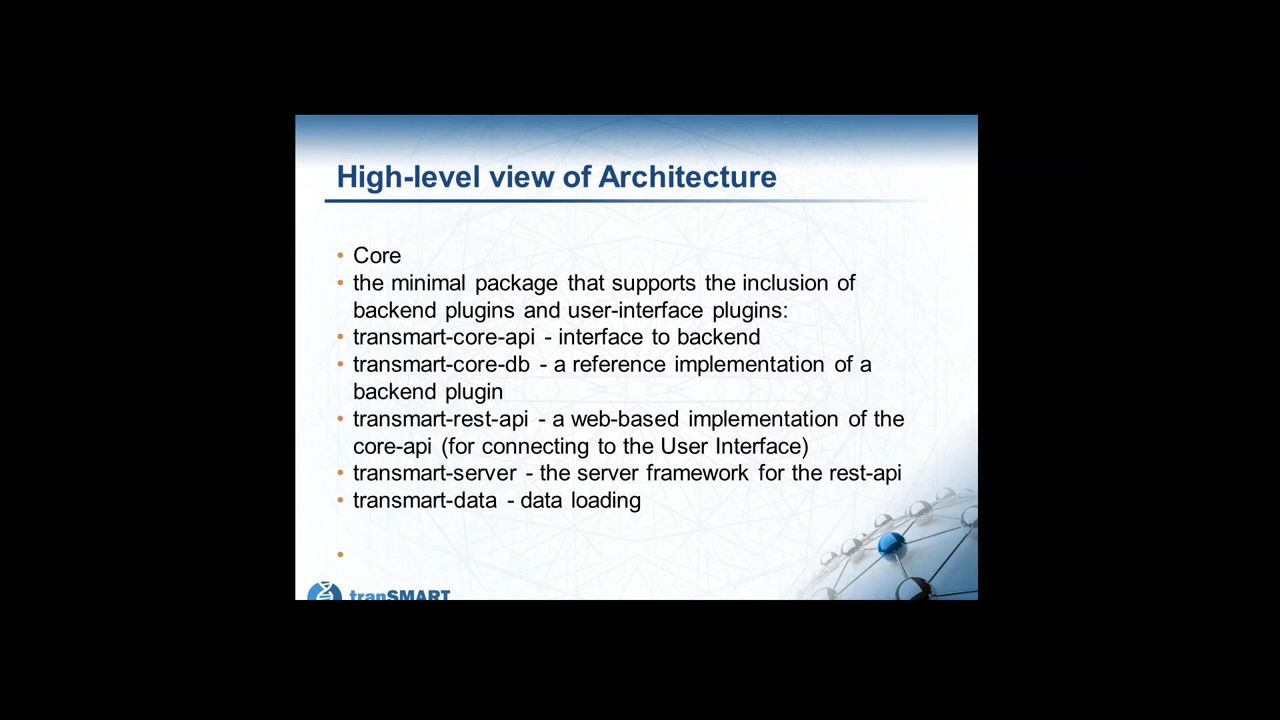 High-level view of Architecture
• Core
• the minimal package that supports the inclusion of
backend plugins and user-interface plugins:
• transmart-core-api - interface to backend
• transmart-core-db - a reference implementation of a
backend plugin
• transmart-rest-api - a web-based implementation of the
core-api (for connecting to the User Interface)
• transmart-server - the server framework for the rest-api
• transmart-data - data loading
•
tranSMART